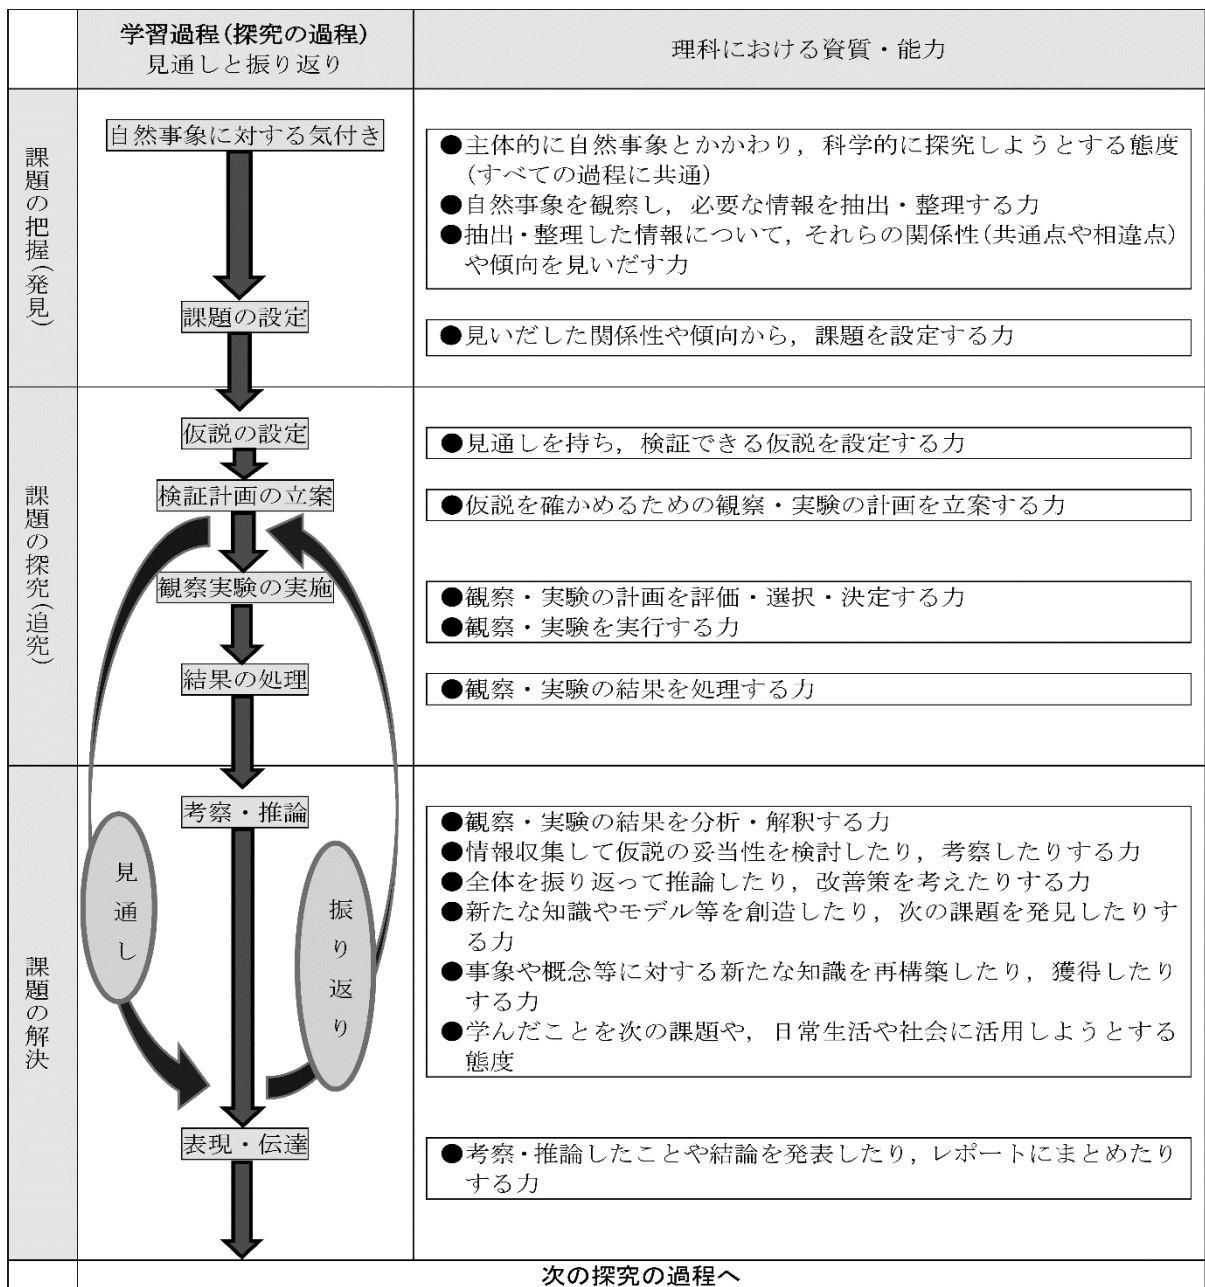 学習過程(探究の過程)
見通しと振り返り
理科における資質・能力
課題の把握(発見)
自然事象に対する気付き
●主体的に自然事象とかかわり，科学的に探究しようとする態度
(すべての過程に共通)
●自然事象を観察し，必要な情報を抽出・整理する力
●抽出・整理した情報について，それらの関係性(共通点や相違点)
や傾向を見いだす力
課題の設定
●見いだした関係性や傾向から，課題を設定する力
課題の探究(追究)
仮説の設定
●見通しを持ち，検証できる仮説を設定する力
検証計画の立案
●仮説を確かめるための観察・実験の計画を立案する力
観察実験の実施
●観察・実験の計画を評価・選択・決定する力
●観察・実験を実行する力
結果の処理
●観察・実験の結果を処理する力
課題の解決
考察・推論
見通し
振り返り
●観察・実験の結果を分析・解釈する力
●情報収集して仮説の妥当性を検討したり，考察したりする力
●全体を振り返って推論したり，改善策を考えたりする力
●新たな知識やモデル等を創造したり，次の課題を発見したりす
る力
●事象や概念等に対する新たな知識を再構築したり，獲得したり
する力
●学んだことを次の課題や，日常生活や社会に活用しようとする
態度
表現・伝達
●考察・推論したことや結論を発表したり，レポートにまとめたり
する力
次の探究の過程へ